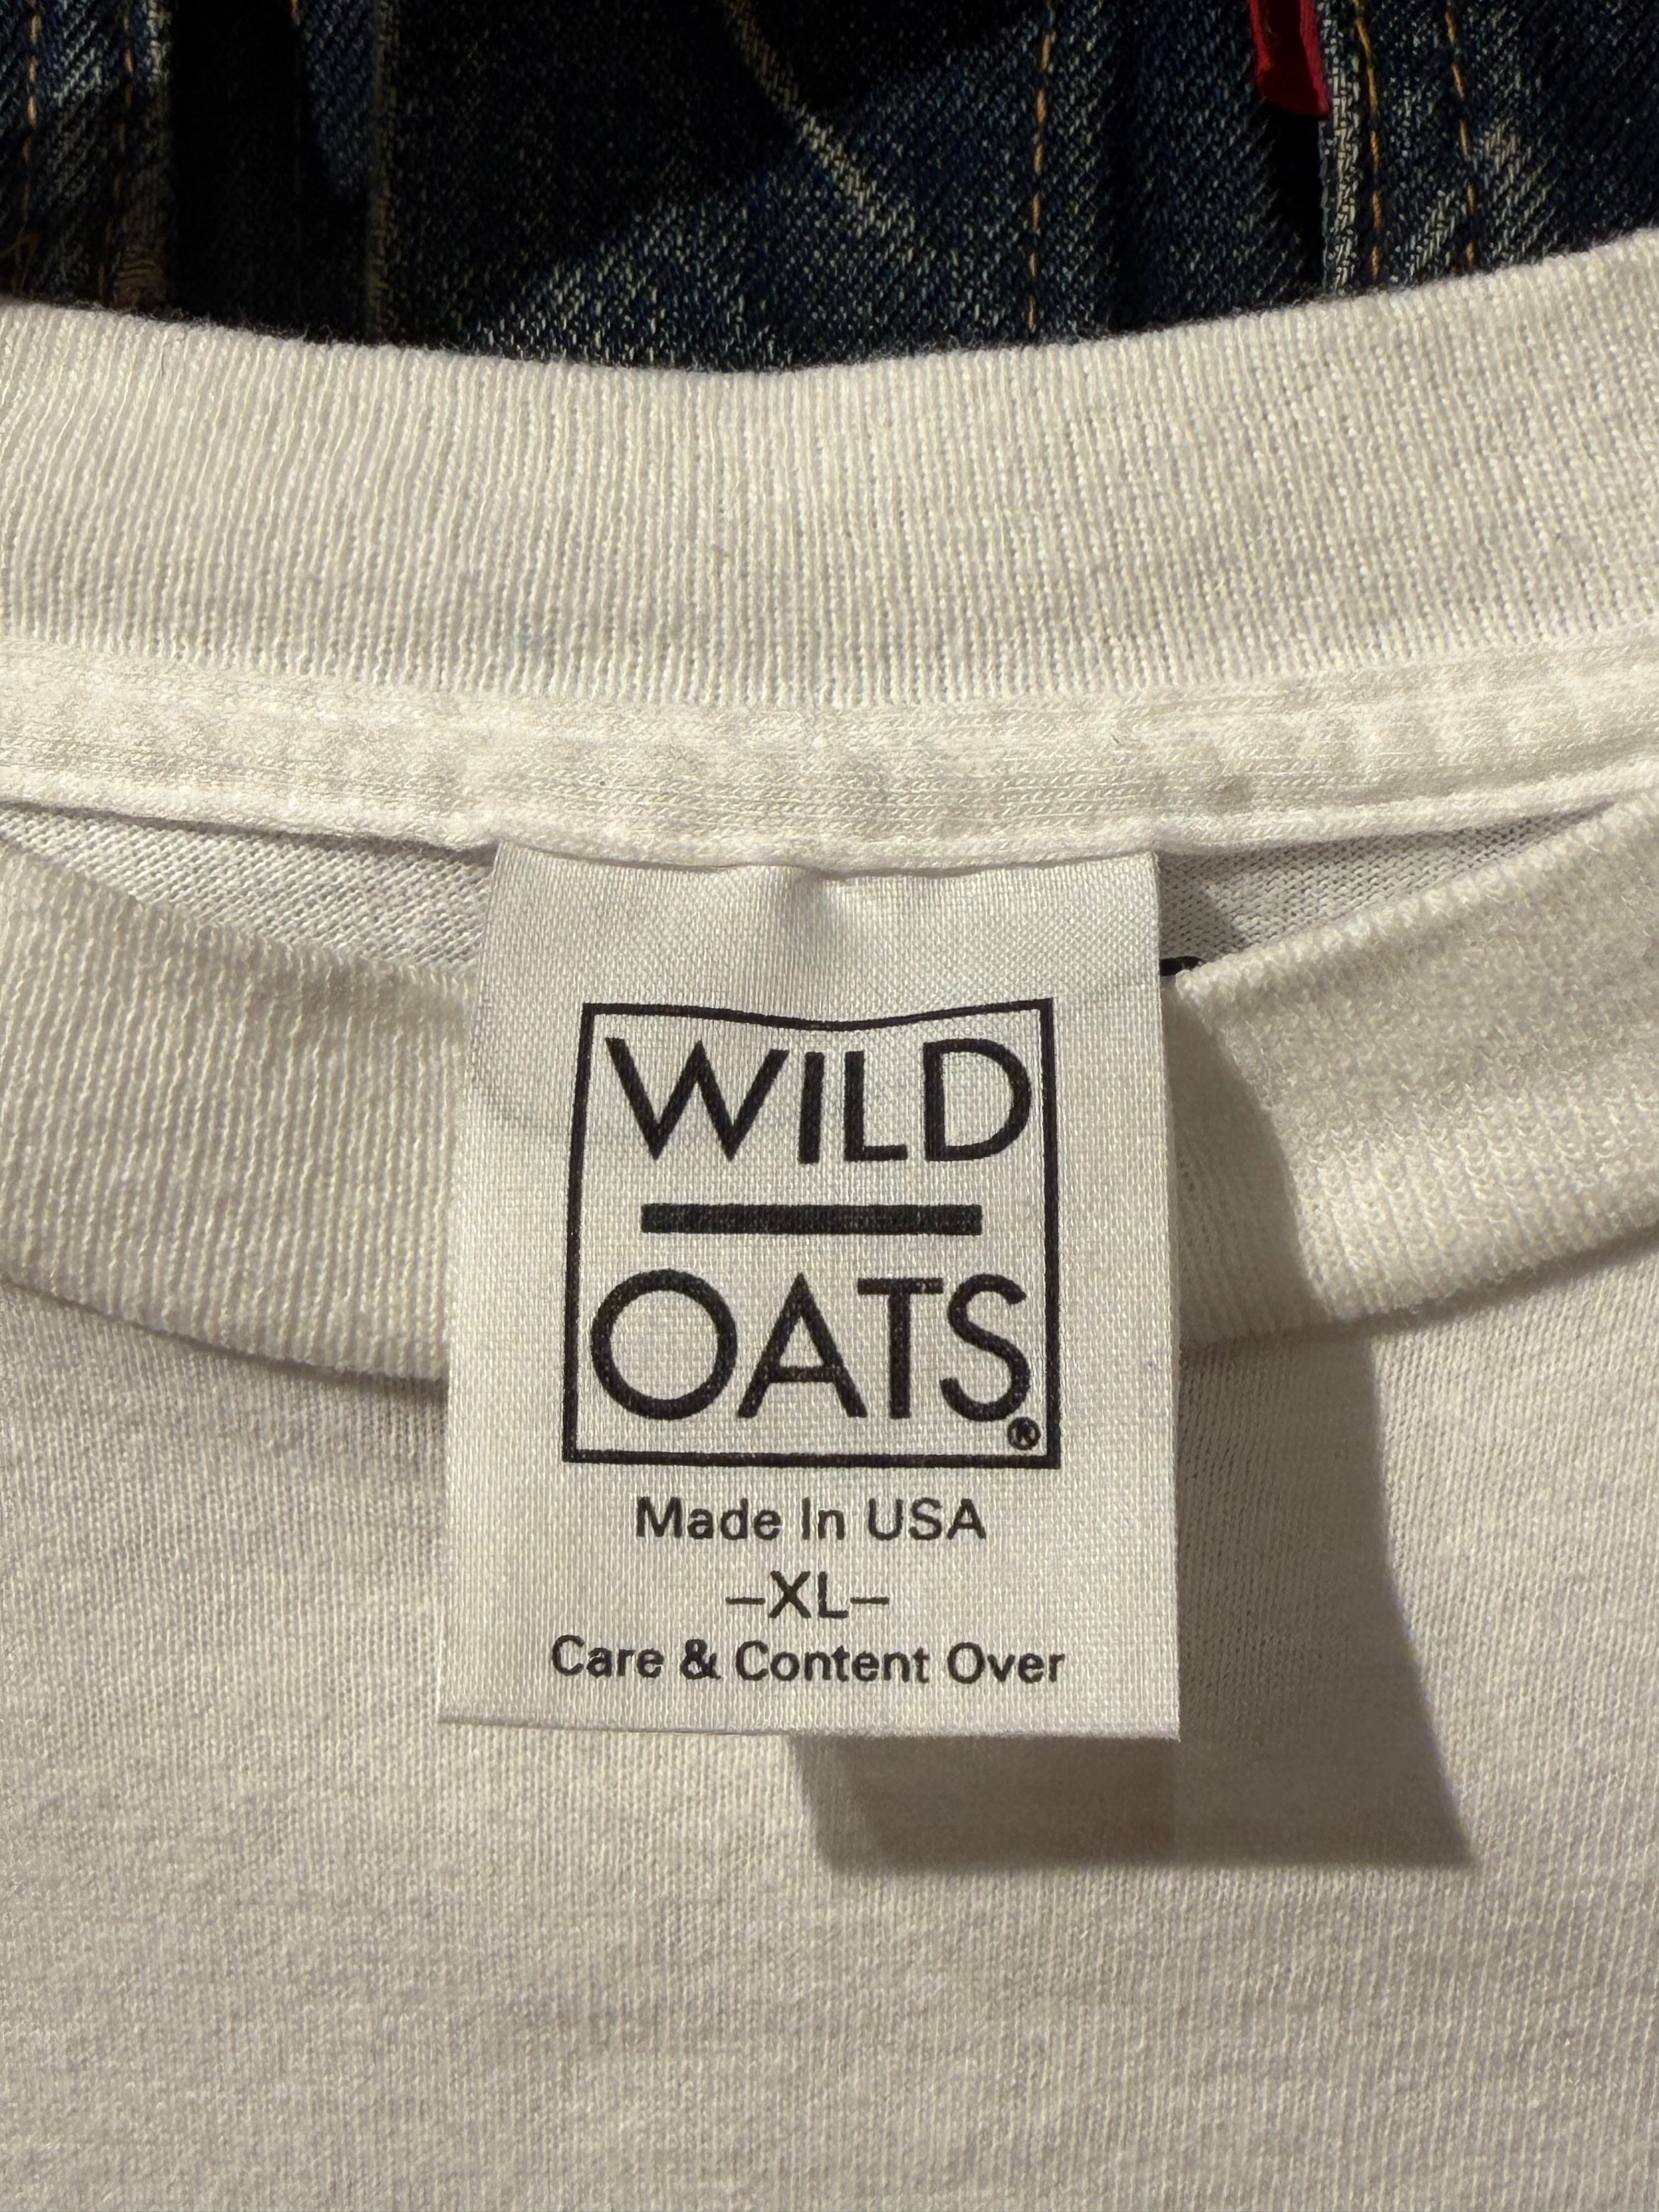 WILD
OATS®
Made In USA
–XL–
Care & Content Over